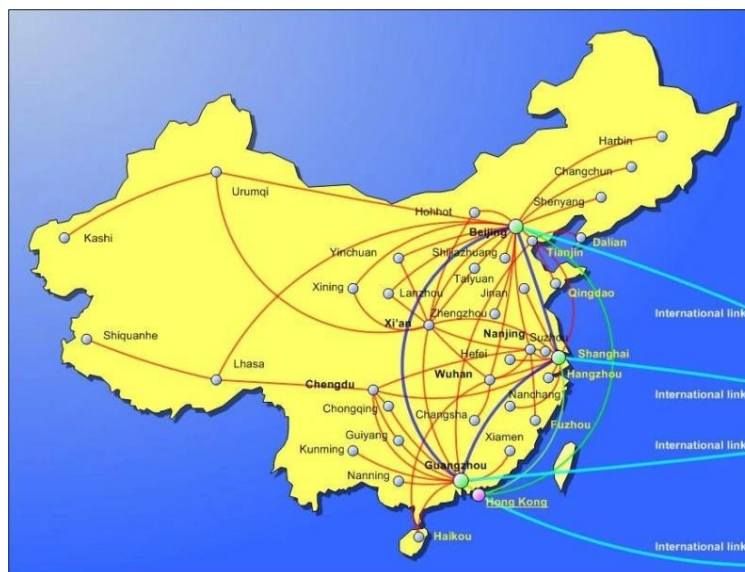 Harbin
Changchun
Urumqi
Shenyang
Hohhot
Beijing
Kashi
Dalian
Yinchuan
Shijiazhuang
Tianjin
Taiyuan
Xining
Lanzhou
Jinan
Qingdao
Zhengzhou
International link
Xi'an
Shiquanhe
Nanjing
Suzhou
Hefei
Shanghai
Lhasa
Wuhan
Hangzhou
Chengdu
International link
Nanchang
Chongqing
Changsha
Fuzhou
Guiyang
Xiamen
Kunming
International link
Guangzhou
Nanning
Hong Kong
Haikou
International link